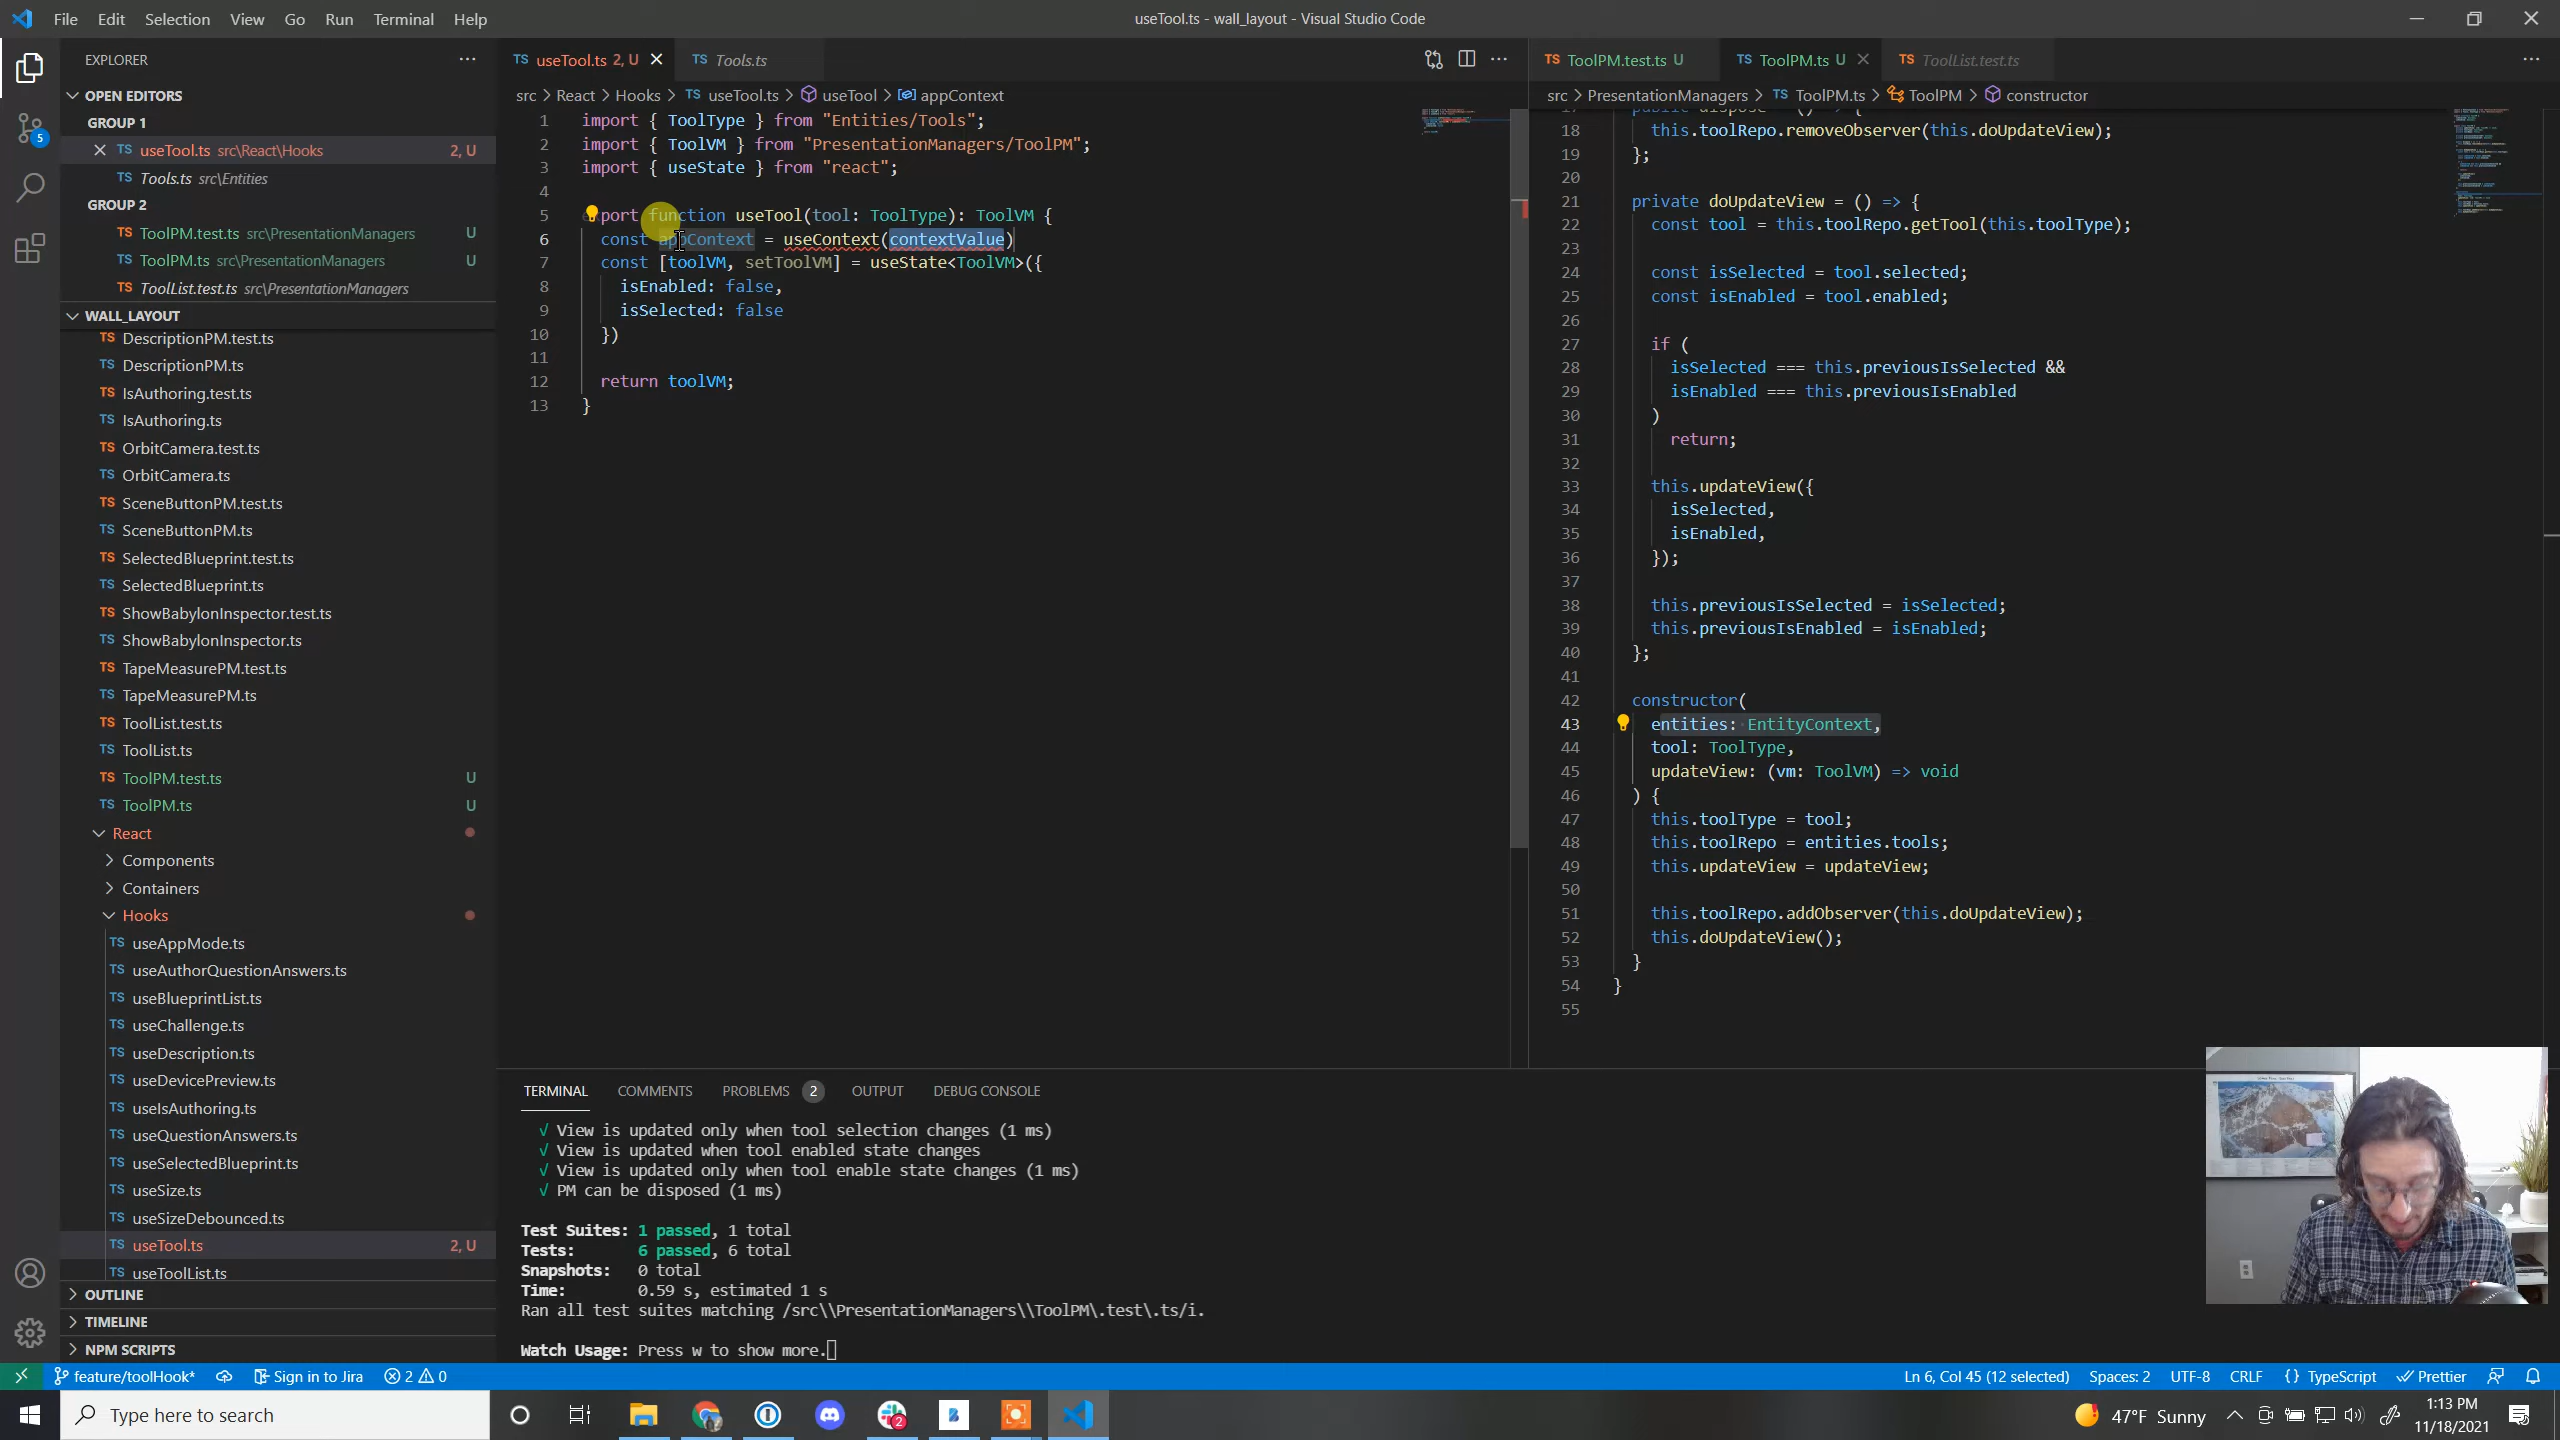 File Edit Selection View Go Run Terminal Help
useTool.ts - wall_layout - Visual Studio Code
EXPLORER
OPEN EDITORS
GROUP 1
TS useTool.ts src\React\Hooks 2, U
TS Tools.ts src\Entities
GROUP 2
TS ToolPM.test.ts src\PresentationManagers U
TS ToolPM.ts src\PresentationManagers U
TS ToolList.test.ts src\PresentationManagers
WALL_LAYOUT
TS DescriptionPM.test.ts
TS DescriptionPM.ts
TS IsAuthoring.test.ts
TS IsAuthoring.ts
TS OrbitCamera.test.ts
TS OrbitCamera.ts
TS SceneButtonPM.test.ts
TS SceneButtonPM.ts
TS SelectedBlueprint.test.ts
TS SelectedBlueprint.ts
TS ShowBabylonInspector.test.ts
TS ShowBabylonInspector.ts
TS TapeMeasurePM.test.ts
TS TapeMeasurePM.ts
TS ToolList.test.ts
TS ToolList.ts
TS ToolPM.test.ts U
TS ToolPM.ts U
React
Components
Containers
Hooks
TS useAppMode.ts
TS useAuthorQuestionAnswers.ts
TS useBlueprintList.ts
TS useChallenge.ts
TS useDescription.ts
TS useDevicePreview.ts
TS useIsAuthoring.ts
TS useQuestionAnswers.ts
TS useSelectedBlueprint.ts
TS useSize.ts
TS useSizeDebounced.ts
TS useTool.ts 2, U
TS useToolList.ts
OUTLINE
TIMELINE
NPM SCRIPTS
5
TS useTool.ts 2, U
TS Tools.ts
src > React > Hooks > TS useTool.ts > useTool > appContext
1 import { ToolType } from "Entities/Tools";
2 import { ToolVM } from "PresentationManagers/ToolPM";
3 import { useState } from "react";
4
5 export function useTool(tool: ToolType): ToolVM {
6 const appContext = useContext(contextValue)
7 const [toolVM, setToolVM] = useState<ToolVM>({
8 isEnabled: false,
9 isSelected: false
10 })
11
12 return toolVM;
13 }
TS ToolPM.test.ts U
TS ToolPM.ts U
TS ToolList.test.ts
src > PresentationManagers > TS ToolPM.ts > ToolPM > constructor
17 public dispose = () => {
18 this.toolRepo.removeObserver(this.doUpdateView);
19 };
20
21 private doUpdateView = () => {
22 const tool = this.toolRepo.getTool(this.toolType);
23
24 const isSelected = tool.selected;
25 const isEnabled = tool.enabled;
26
27 if (
28 isSelected === this.previousIsSelected &&
29 isEnabled === this.previousIsEnabled
30 )
31 return;
32
33 this.updateView({
34 isSelected,
35 isEnabled,
36 });
37
38 this.previousIsSelected = isSelected;
39 this.previousIsEnabled = isEnabled;
40 };
41
42 constructor(
43 entities: EntityContext,
44 tool: ToolType,
45 updateView: (vm: ToolVM) => void
46 ) {
47 this.toolType = tool;
48 this.toolRepo = entities.tools;
49 this.updateView = updateView;
50
51 this.toolRepo.addObserver(this.doUpdateView);
52 this.doUpdateView();
53 }
54 }
55
TERMINAL COMMENTS PROBLEMS 2 OUTPUT DEBUG CONSOLE
√ View is updated only when tool selection changes (1 ms)
√ View is updated when tool enabled state changes
√ View is updated only when tool enable state changes (1 ms)
√ PM can be disposed (1 ms)
Test Suites: 1 passed, 1 total
Tests: 6 passed, 6 total
Snapshots: 0 total
Time: 0.59 s, estimated 1 s
Ran all test suites matching /src\\PresentationManagers\\ToolPM\.test\.ts/i.
Watch Usage: Press w to show more.
feature/toolHook* Sign in to Jira 2 0
Ln 6, Col 45 (12 selected) Spaces: 2 UTF-8 CRLF {} TypeScript Prettier
Type here to search
2
47°F Sunny
1:13 PM
11/18/2021